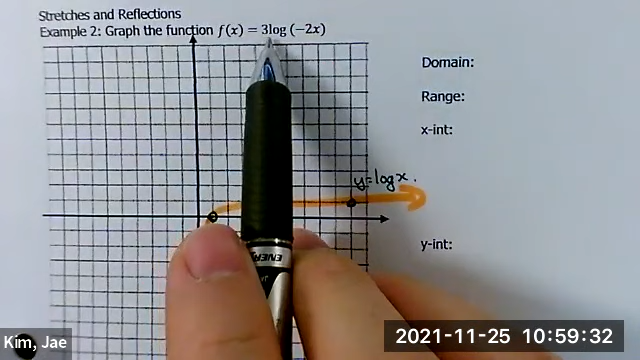 Stretches and Reflections
Example 2: Graph the function f(x) = 3log (−2x)
Domain:
Range:
x-int:
y=logx.
y-int:
ENER
Kim, Jae
2021-11-25 10:59:32